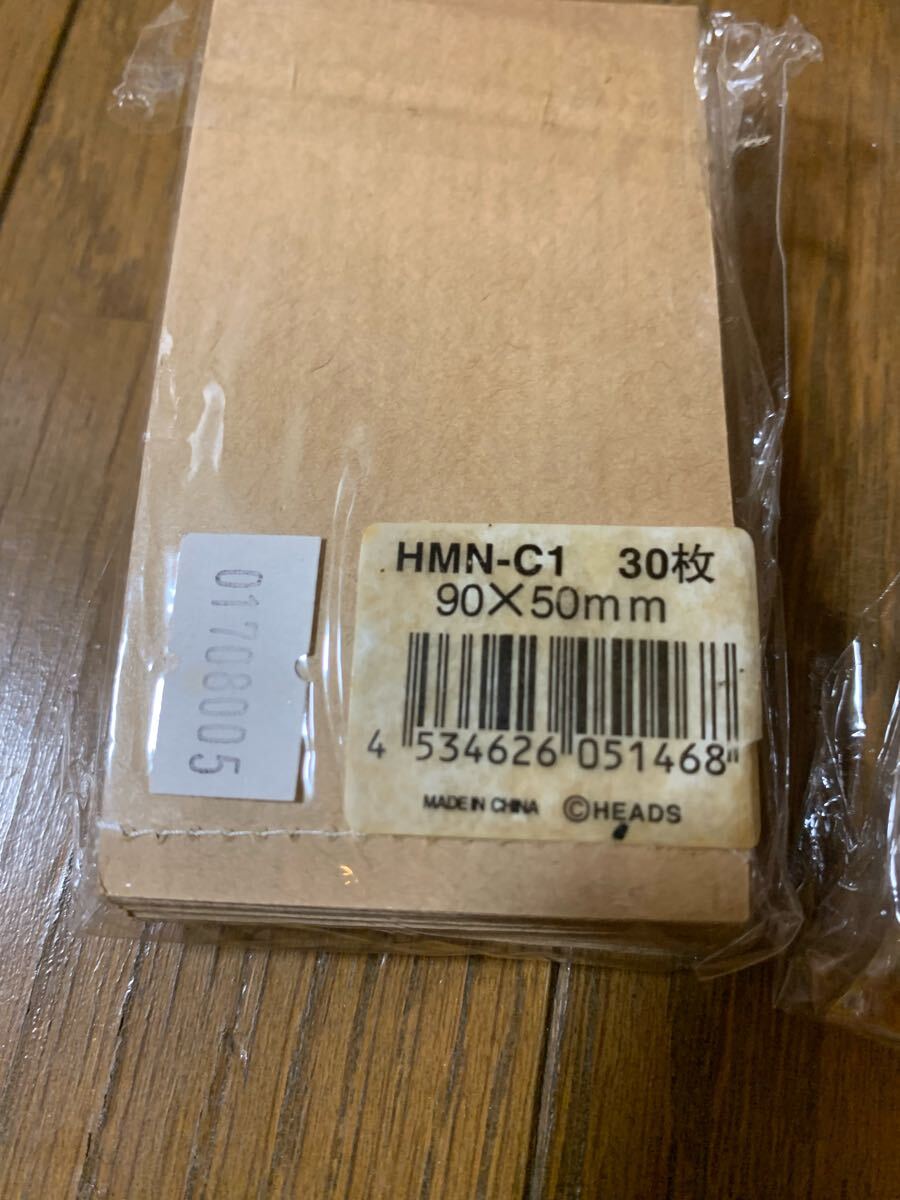 HMN-C1 30枚
90×50mm
4 534626 051468
MADE IN CHINA ©HEADS
01708005